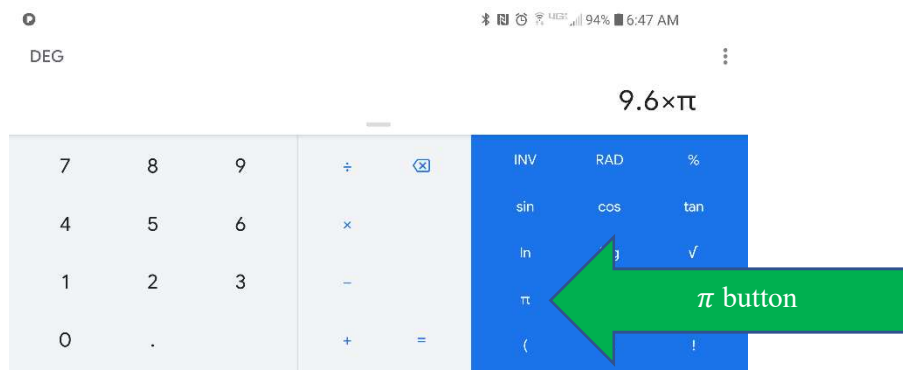 94% 6:47 AM
DEG
9.6×π
7 8 9 ÷ INV RAD %
4 5 6 × sin cos tan
1 2 3 − ln √
π π button
0 . + = ( !